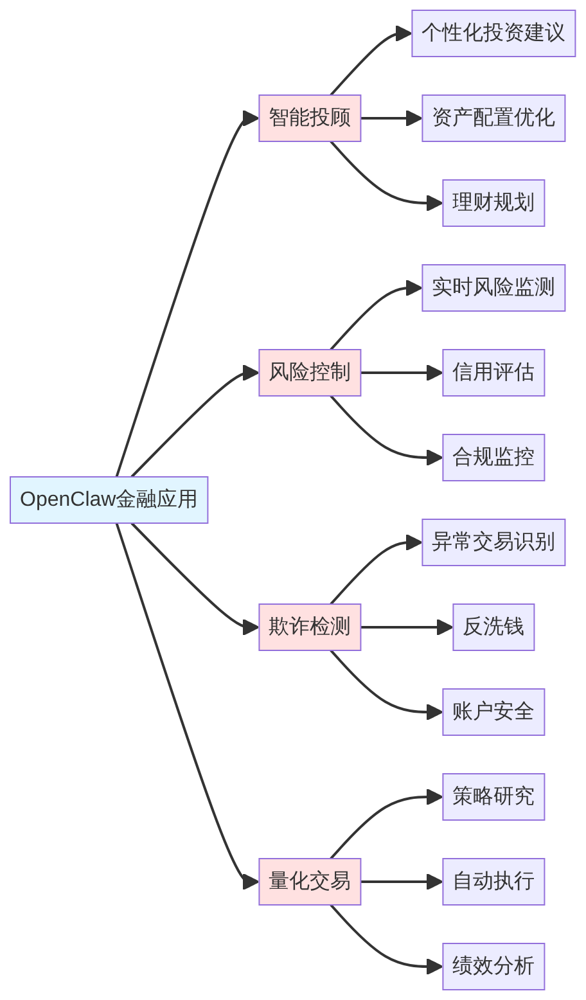 OpenClaw金融应用
智能投顾
个性化投资建议
资产配置优化
理财规划
风险控制
实时风险监测
信用评估
合规监控
欺诈检测
异常交易识别
反洗钱
账户安全
量化交易
策略研究
自动执行
绩效分析